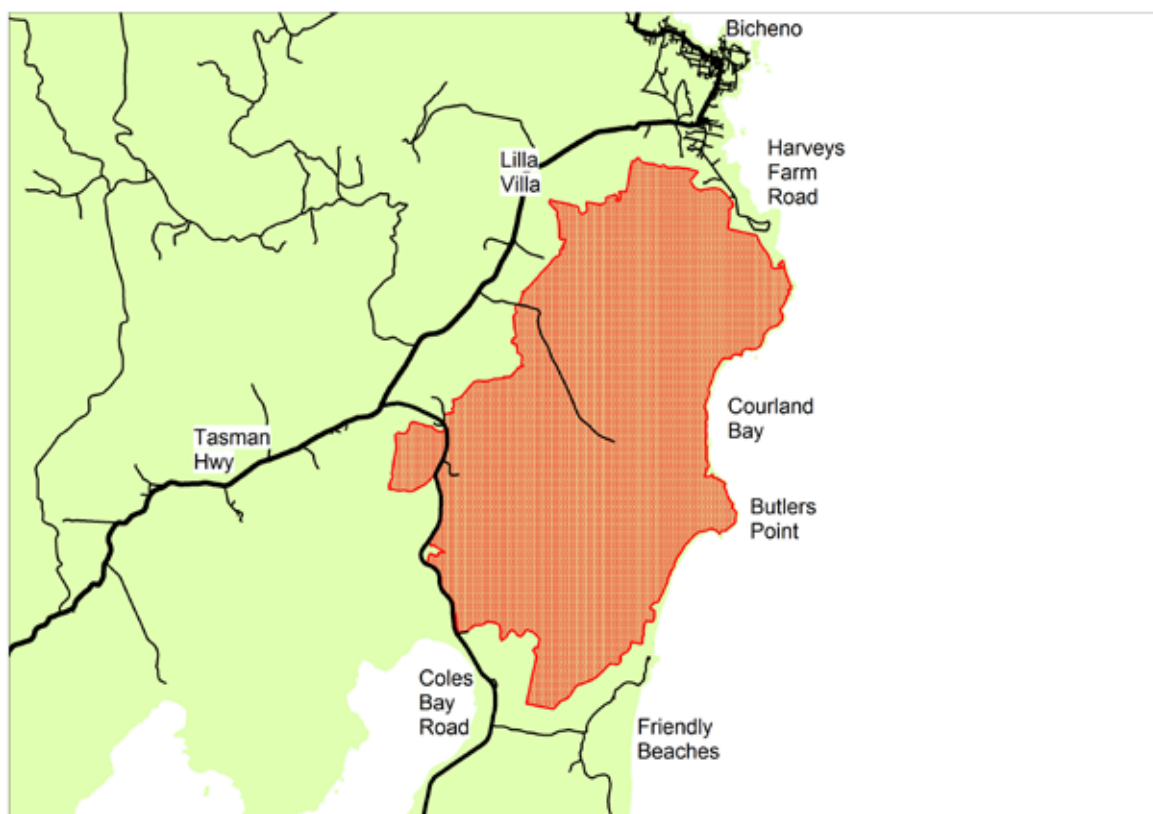 Bicheno
Lilla
Villa
Harveys
Farm
Road
Courland
Bay
Tasman
Hwy
Butlers
Point
Coles
Bay
Road
Friendly
Beaches